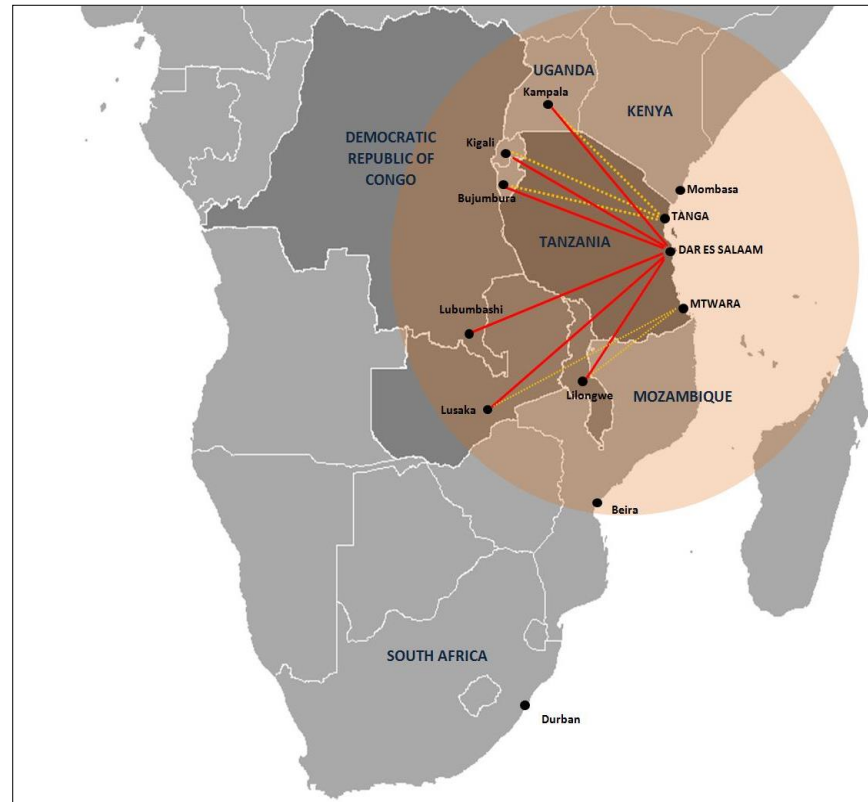 UGANDA
Kampala
KENYA
DEMOCRATIC
REPUBLIC OF
CONGO
Kigali
Bujumbura
Mombasa
TANGA
TANZANIA
DAR ES SALAAM
MTWARA
Lubumbashi
Lilongwe
MOZAMBIQUE
Lusaka
Beira
SOUTH AFRICA
Durban